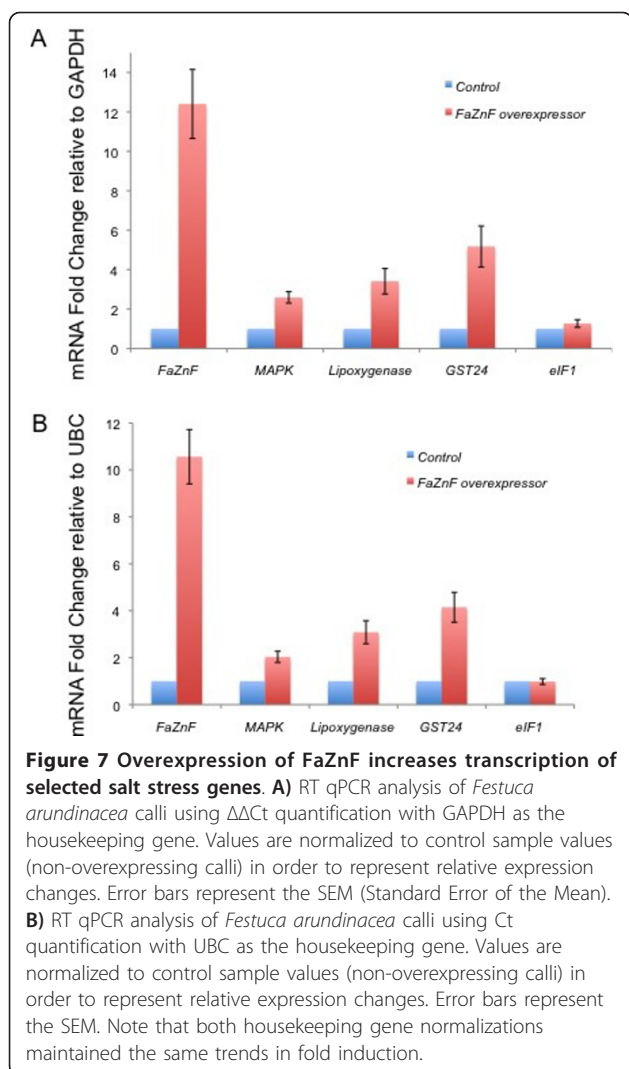 A
mRNA Fold Change relative to GAPDH
14
12
10
8
6
4
2
0
Control
FaZnF overexpressor
FaZnF
MAPK
Lipoxygenase
GST24
eIF1
B
mRNA Fold Change relative to UBC
12
10
8
6
4
2
0
Control
FaZnF overexpressor
FaZnF
MAPK
Lipoxygenase
GST24
eIF1
Figure 7 Overexpression of FaZnF increases transcription of
selected salt stress genes. A) RT qPCR analysis of Festuca
arundinacea calli using ΔΔCt quantification with GAPDH as the
housekeeping gene. Values are normalized to control sample values
(non-overexpressing calli) in order to represent relative expression
changes. Error bars represent the SEM (Standard Error of the Mean).
B) RT qPCR analysis of Festuca arundinacea calli using Ct
quantification with UBC as the housekeeping gene. Values are
normalized to control sample values (non-overexpressing calli) in
order to represent relative expression changes. Error bars represent
the SEM. Note that both housekeeping gene normalizations
maintained the same trends in fold induction.